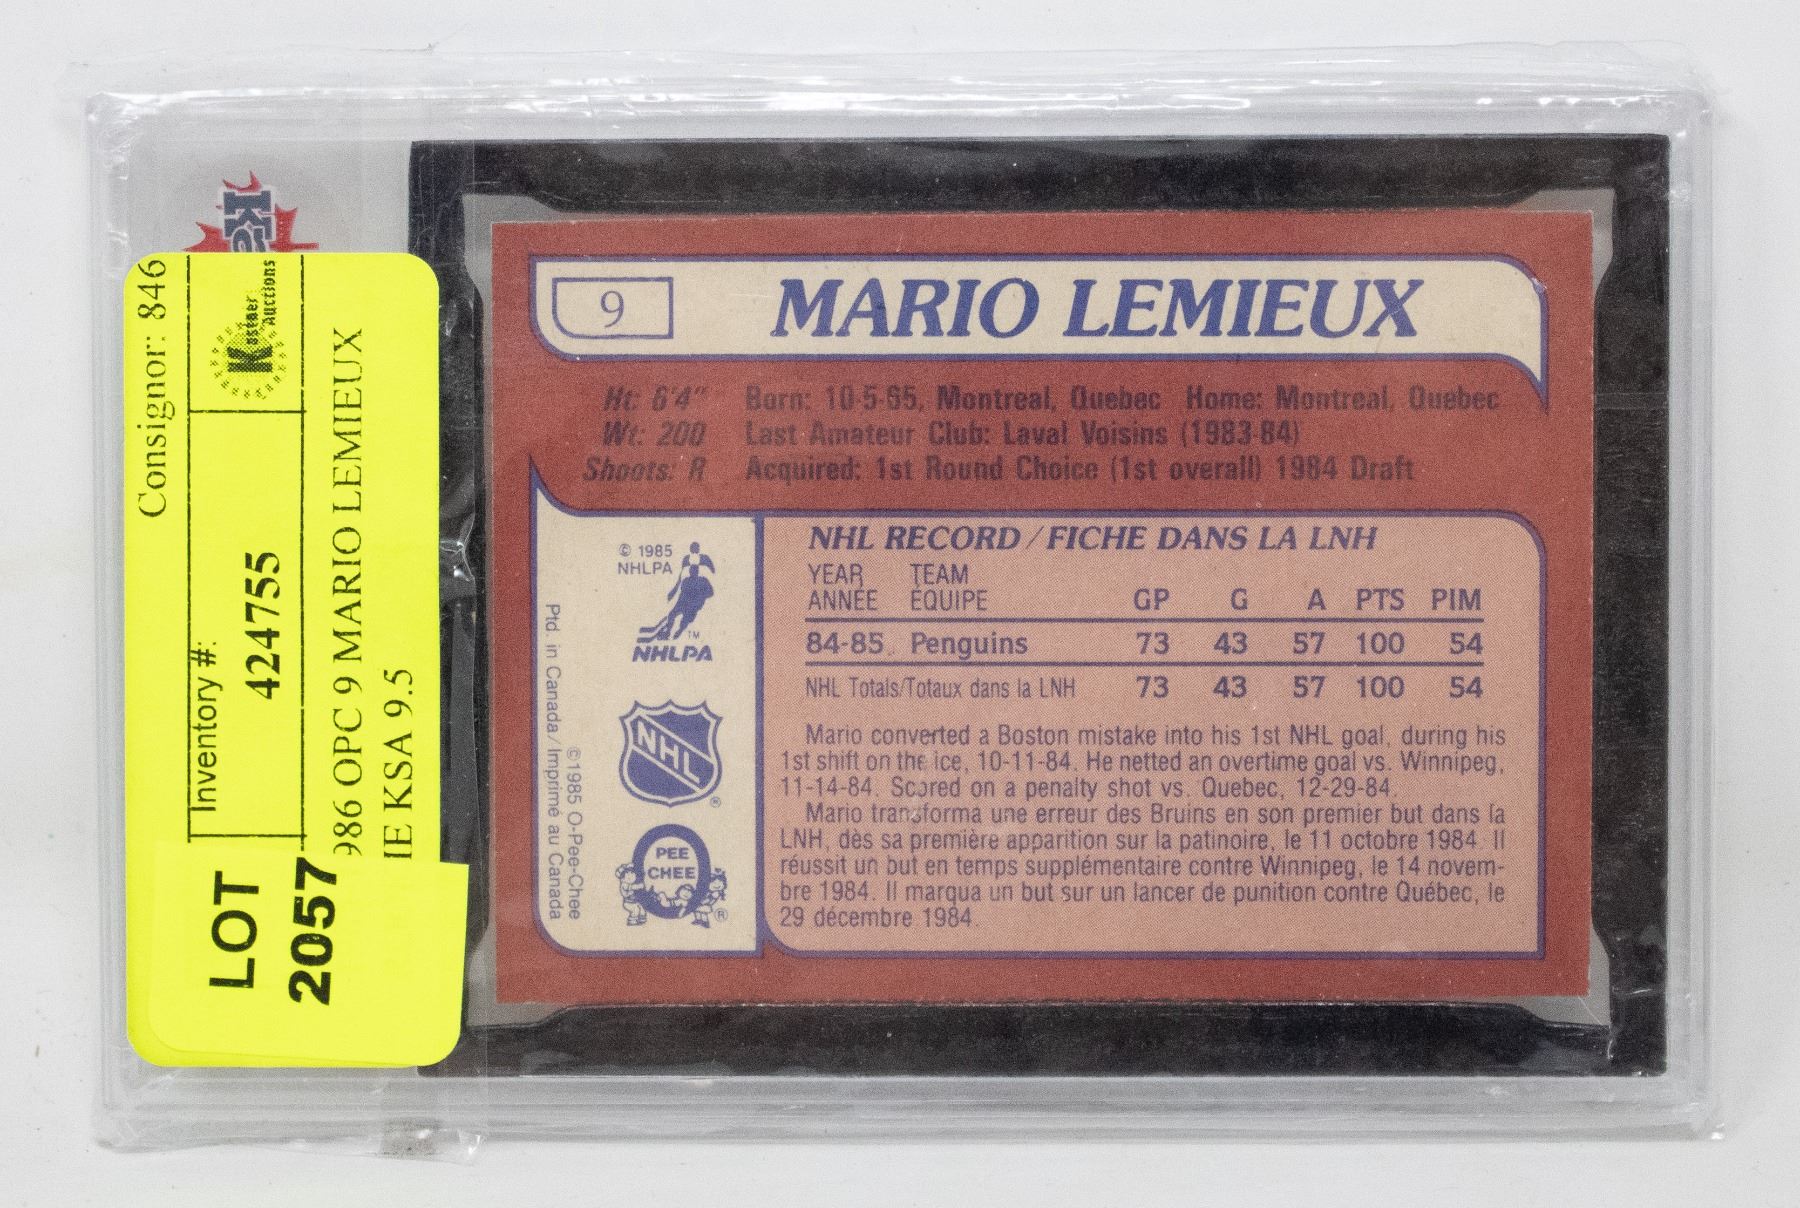 Consignor: 846
Inventory #:
424755
Kastner
Auctions
986 OPC 9 MARIO LEMIEUX
IE KSA 9.5
LOT
2057
9
MARIO LEMIEUX
Ht: 6'4" Born: 10-5-65, Montreal, Quebec Home: Montreal, Quebec
Wt: 200 Last Amateur Club: Laval Voisins (1983-84)
Shoots: R Acquired: 1st Round Choice (1st overall) 1984 Draft
© 1985
NHLPA
TM
NHLPA
NHL
®
PEE
CHEE
®
Ptd. in Canada/Imprimé au Canada
©1985 O-Pee-Chee
NHL RECORD/FICHE DANS LA LNH
YEAR TEAM
ANNÉE ÉQUIPE GP G A PTS PIM
84-85 Penguins 73 43 57 100 54
NHL Totals/Totaux dans la LNH 73 43 57 100 54
Mario converted a Boston mistake into his 1st NHL goal, during his
1st shift on the ice, 10-11-84. He netted an overtime goal vs. Winnipeg,
11-14-84. Scored on a penalty shot vs. Quebec, 12-29-84.
Mario transforma une erreur des Bruins en son premier but dans la
LNH, dès sa première apparition sur la patinoire, le 11 octobre 1984. Il
réussit un but en temps supplémentaire contre Winnipeg, le 14 novem-
bre 1984. Il marqua un but sur un lancer de punition contre Québec, le
29 décembre 1984.